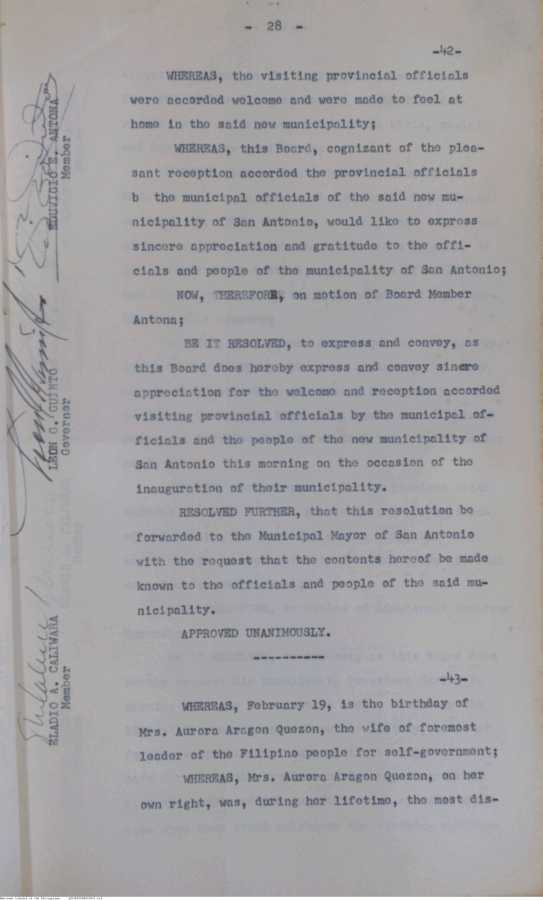 - 28 -
-42-
WHEREAS, the visiting provincial officials
were accorded welcome and were made to feel at
home in the said new municipality;
WHEREAS, this Board, cognizant of the plea-
sant reception accorded the provincial officials
b the municipal officials of the said new mu-
nicipality of San Antonio, would like to express
sincere appreciation and gratitude to the offi-
cials and people of the municipality of San Antonio;
NOW, THEREFORE, on motion of Board Member
Antona;
BE IT RESOLVED, to express and convey, as
this Board does hereby express and convey sincere
appreciation for the welcome and reception accorded
visiting provincial officials by the municipal of-
ficials and the people of the new municipality of
San Antonio this morning on the occasion of the
inauguration of their municipality.
RESOLVED FURTHER, that this resolution be
forwarded to the Municipal Mayor of San Antonio
with the request that the contents hereof be made
known to the officials and people of the said mu-
nicipality.
APPROVED UNANIMOUSLY.
-----------
-43-
WHEREAS, February 19, is the birthday of
Mrs. Aurora Aragon Quezon, the wife of foremost
leader of the Filipino people for self-government;
WHEREAS, Mrs. Aurora Aragon Quezon, on her
own right, was, during her lifetime, the most dis-
EDUVIGIO E. ANTONA
Member
LEON G. GUINTO
Governor
ELADIO A. CALIWARA
Member